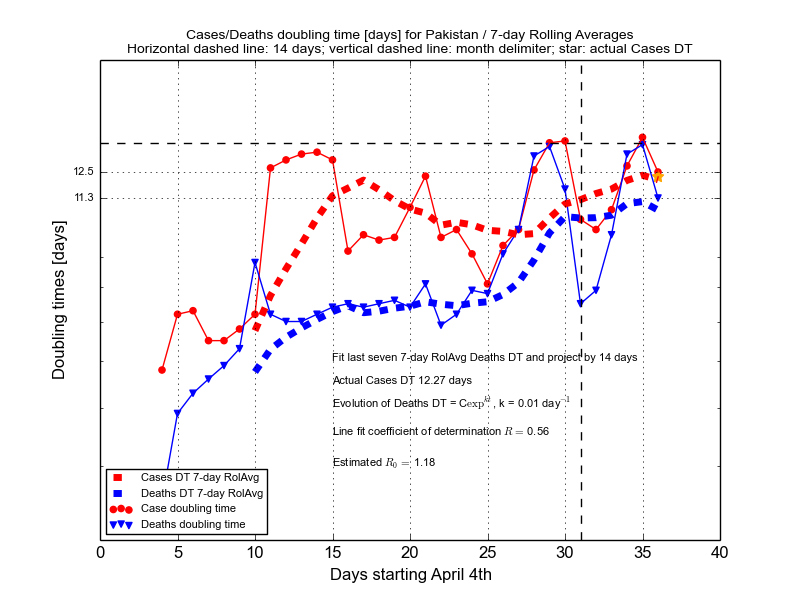 Cases/Deaths doubling time [days] for Pakistan / 7-day Rolling Averages
Horizontal dashed line: 14 days; vertical dashed line: month delimiter; star: actual Cases DT
12.5
11.3
Doubling times [days]
Fit last seven 7-day RolAvg Deaths DT and project by 14 days
Actual Cases DT 12.27 days
Evolution of Deaths DT = Cexp^{kt}, k = 0.01 day^{-1}
Line fit coefficient of determination R = 0.56
Estimated R_0 = 1.18
Cases DT 7-day RolAvg
Deaths DT 7-day RolAvg
Case doubling time
Deaths doubling time
0 5 10 15 20 25 30 35 40
Days starting April 4th